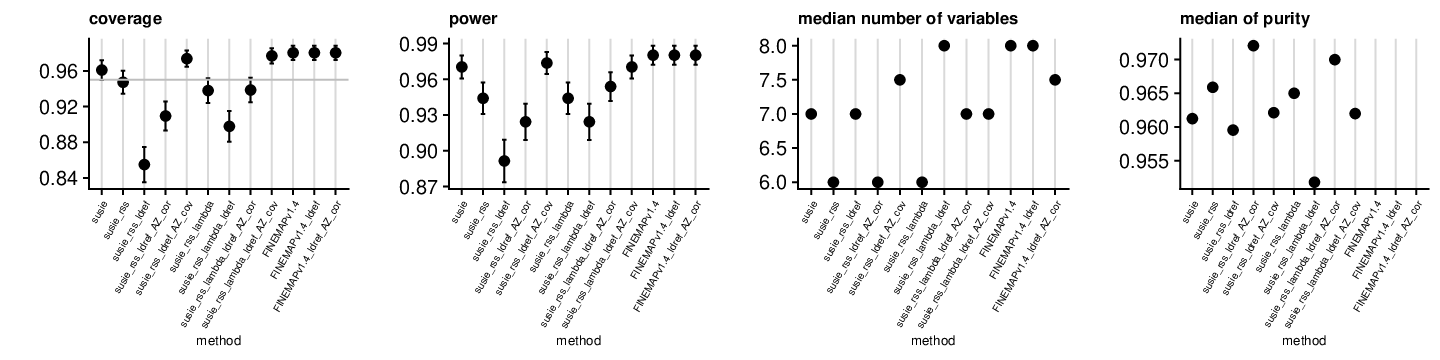 coverage
0.96
0.92
0.88
0.84
susie
susie_rss
susie_rss_ldref
susie_rss_ldref_AZ_cor
susie_rss_ldref_AZ_cov
susie_rss_lambda
susie_rss_lambda_ldref
susie_rss_lambda_ldref_AZ_cor
susie_rss_lambda_ldref_AZ_cov
FINEMAPv1.4
FINEMAPv1.4_ldref
FINEMAPv1.4_ldref_AZ_cor
method
power
0.99
0.96
0.93
0.90
0.87
susie
susie_rss
susie_rss_ldref
susie_rss_ldref_AZ_cor
susie_rss_ldref_AZ_cov
susie_rss_lambda
susie_rss_lambda_ldref
susie_rss_lambda_ldref_AZ_cor
susie_rss_lambda_ldref_AZ_cov
FINEMAPv1.4
FINEMAPv1.4_ldref
FINEMAPv1.4_ldref_AZ_cor
method
median number of variables
8.0
7.5
7.0
6.5
6.0
susie
susie_rss
susie_rss_ldref
susie_rss_ldref_AZ_cor
susie_rss_ldref_AZ_cov
susie_rss_lambda
susie_rss_lambda_ldref
susie_rss_lambda_ldref_AZ_cor
susie_rss_lambda_ldref_AZ_cov
FINEMAPv1.4
FINEMAPv1.4_ldref
FINEMAPv1.4_ldref_AZ_cor
method
median of purity
0.970
0.965
0.960
0.955
susie
susie_rss
susie_rss_ldref
susie_rss_ldref_AZ_cor
susie_rss_ldref_AZ_cov
susie_rss_lambda
susie_rss_lambda_ldref
susie_rss_lambda_ldref_AZ_cor
susie_rss_lambda_ldref_AZ_cov
FINEMAPv1.4
FINEMAPv1.4_ldref
FINEMAPv1.4_ldref_AZ_cor
method